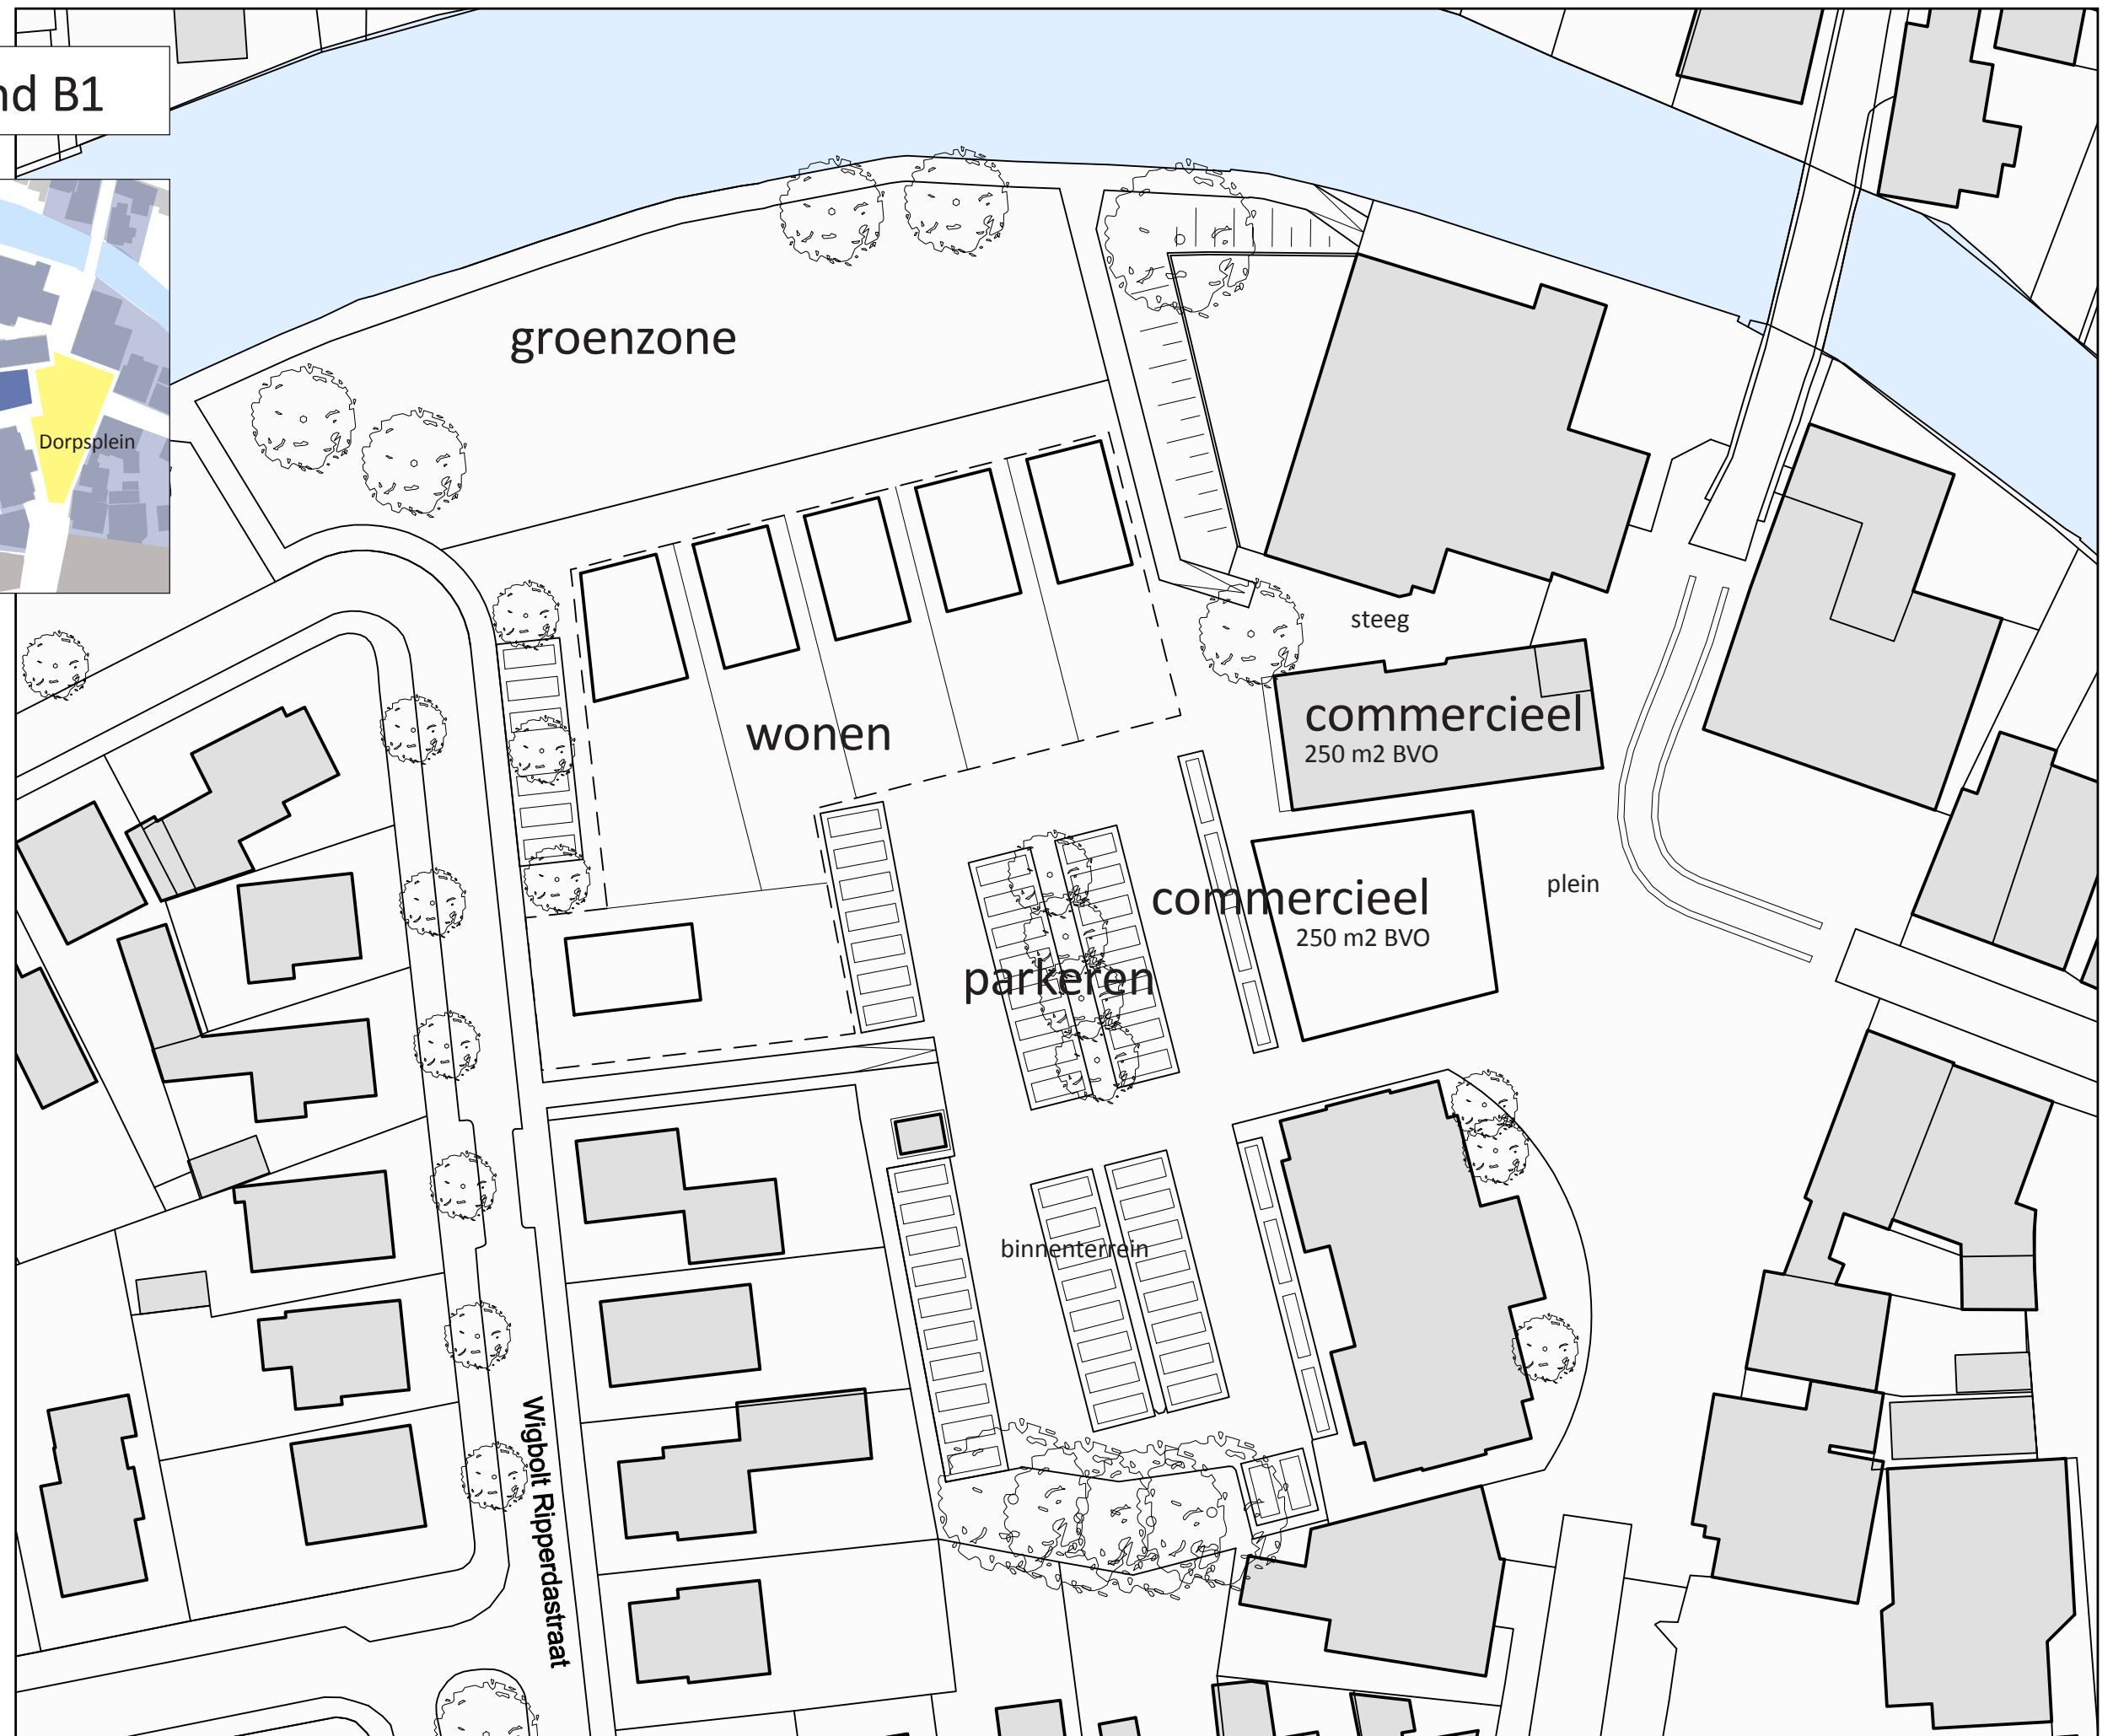 nd B1
Dorpsplein
groenzone
steeg
wonen
commercieel
250 m2 BVO
commercieel
250 m2 BVO
plein
parkeren
binnenterrein
Wigbolt Ripperdastraat